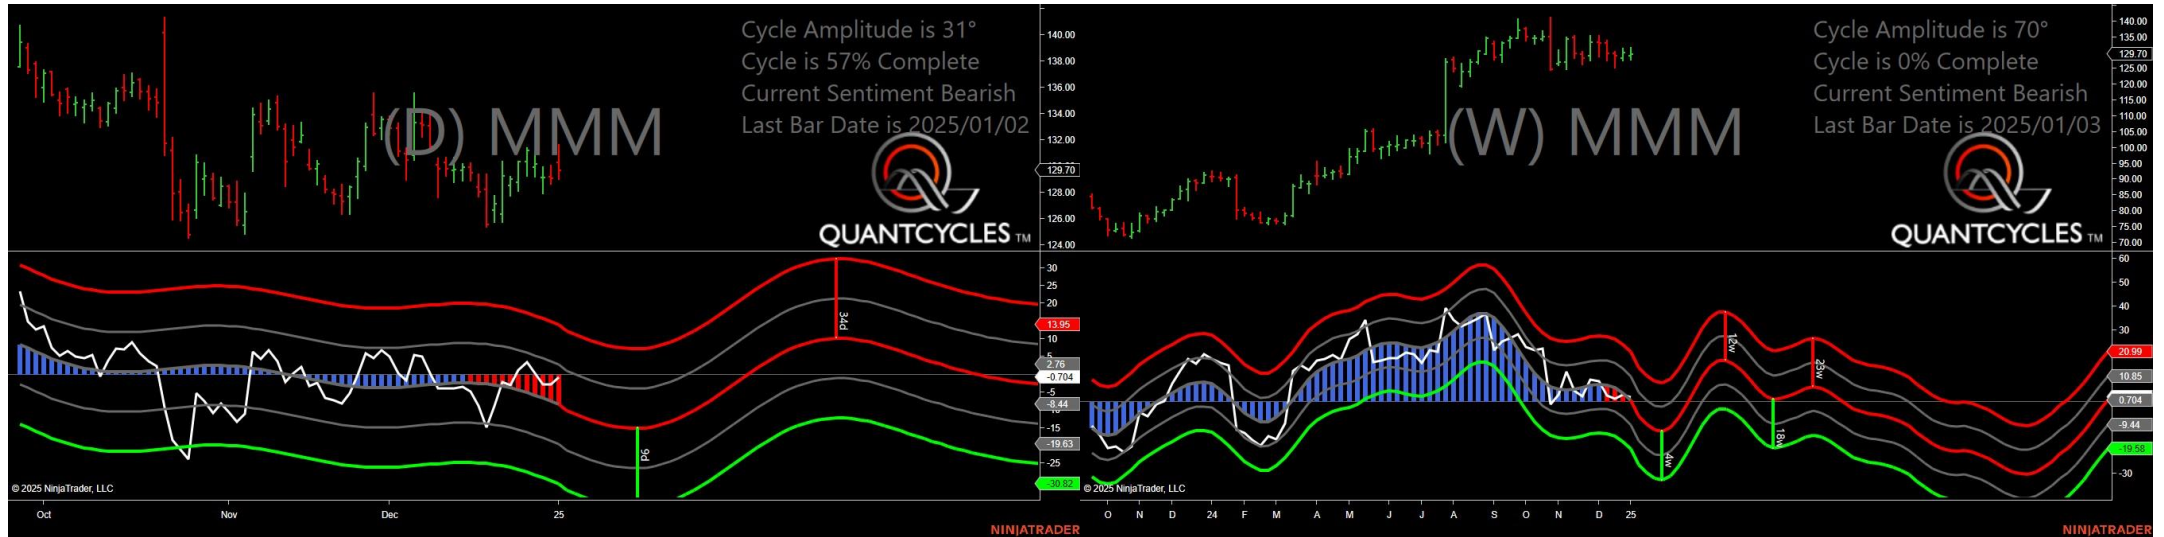 Cycle Amplitude is 31°
Cycle is 57% Complete
Current Sentiment Bearish
Last Bar Date is 2025/01/02
(D) MMM
QUANTCYCLES TM
140.00
138.00
136.00
134.00
132.00
129.70
128.00
126.00
124.00
30
25
20
13.95
10
5
2.76
-0.704
-5
-8.44
-15
-19.63
-25
-30.82
34d
9d
© 2025 NinjaTrader, LLC
Oct Nov Dec 25
NINJATRADER
Cycle Amplitude is 70°
Cycle is 0% Complete
Current Sentiment Bearish
Last Bar Date is 2025/01/03
(W) MMM
QUANTCYCLES TM
140.00
135.00
129.70
125.00
120.00
115.00
110.00
105.00
100.00
95.00
90.00
85.00
80.00
75.00
70.00
60
50
40
30
20.99
10.85
0.704
-9.44
-19.58
-30
12w
23w
4w
18w
© 2025 NinjaTrader, LLC
O N D 24 F M A M J J A S O N D 25
NINJATRADER